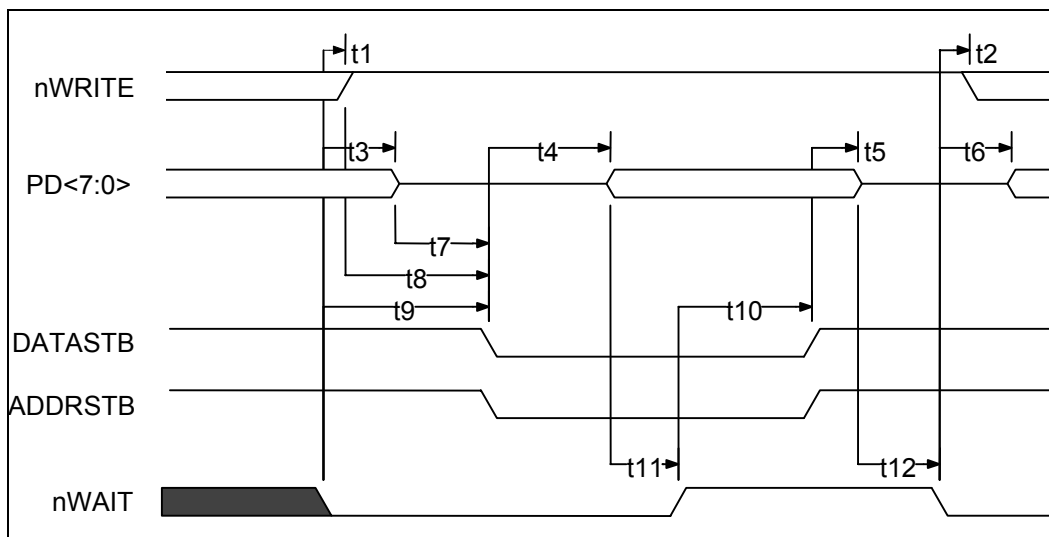 t1
t2
nWRITE
t3
t4
t5
t6
PD<7:0>
t7
t8
t9
t10
DATASTB
ADDRSTB
t11
t12
nWAIT